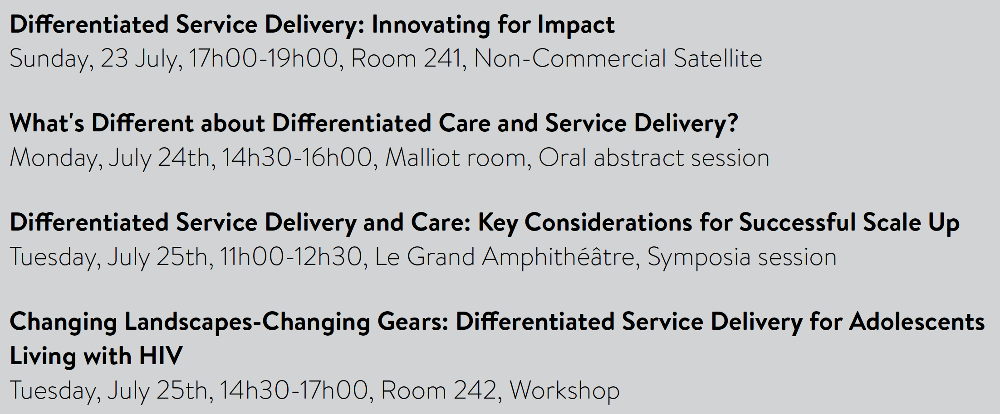 Differentiated Service Delivery: Innovating for Impact
Sunday, 23 July, 17h00-19h00, Room 241, Non-Commercial Satellite
What's Different about Differentiated Care and Service Delivery?
Monday, July 24th, 14h30-16h00, Malliot room, Oral abstract session
Differentiated Service Delivery and Care: Key Considerations for Successful Scale Up
Tuesday, July 25th, 11h00-12h30, Le Grand Amphithéâtre, Symposia session
Changing Landscapes-Changing Gears: Differentiated Service Delivery for Adolescents
Living with HIV
Tuesday, July 25th, 14h30-17h00, Room 242, Workshop